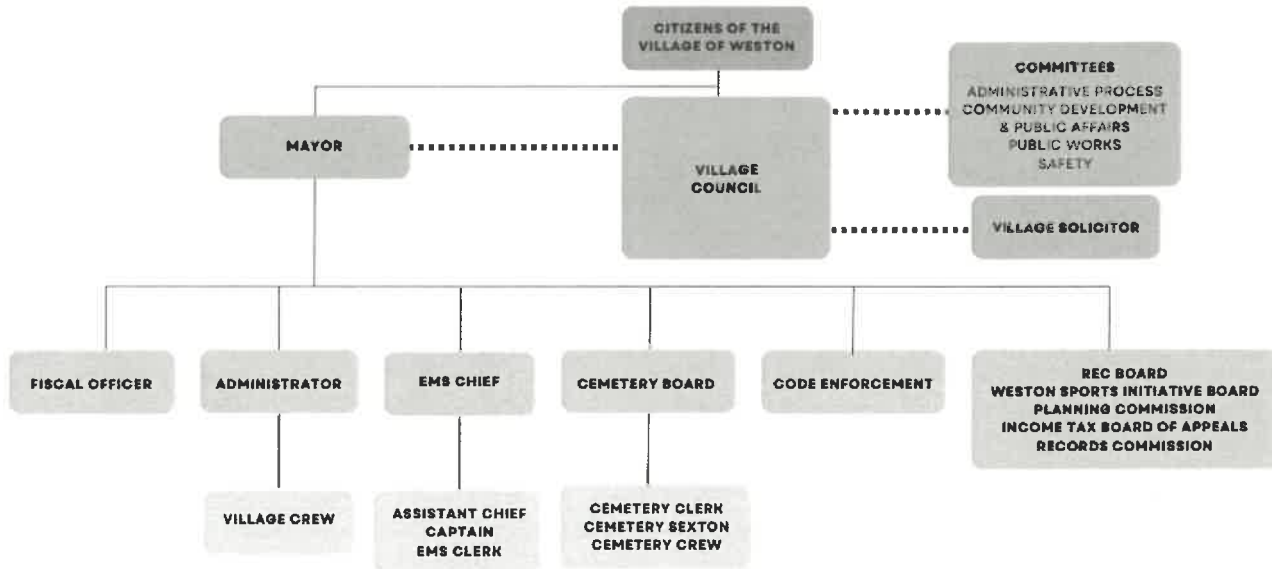 CITIZENS OF THE
VILLAGE OF WESTON
COMMITTEES
ADMINISTRATIVE PROCESS
COMMUNITY DEVELOPMENT
& PUBLIC AFFAIRS
PUBLIC WORKS
SAFETY
MAYOR
VILLAGE
COUNCIL
VILLAGE SOLICITOR
FISCAL OFFICER
ADMINISTRATOR
EMS CHIEF
CEMETERY BOARD
CODE ENFORCEMENT
REC BOARD
WESTON SPORTS INITIATIVE BOARD
PLANNING COMMISSION
INCOME TAX BOARD OF APPEALS
RECORDS COMMISSION
VILLAGE CREW
ASSISTANT CHIEF
CAPTAIN
EMS CLERK
CEMETERY CLERK
CEMETERY SEXTON
CEMETERY CREW